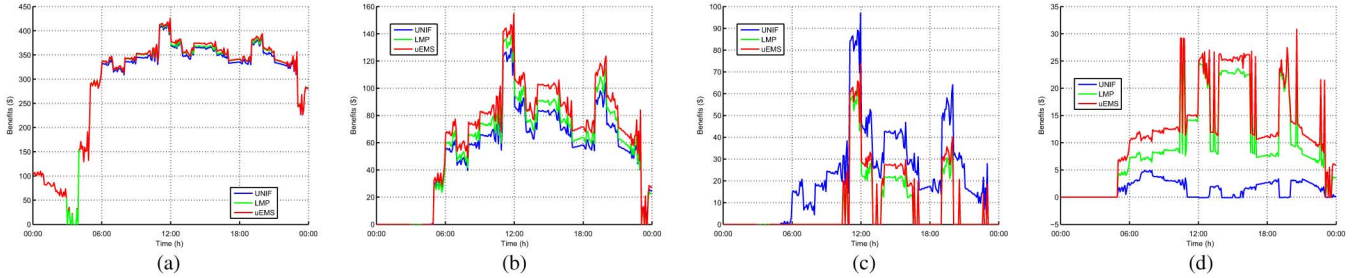 450
400
350
300
250
200
150
100
50
0
Benefits ($)
00:00
06:00
12:00
18:00
00:00
Time (h)
UNIF
LMP
uEMS
(a)
160
140
120
100
80
60
40
20
0
Benefits ($)
00:00
06:00
12:00
18:00
00:00
Time (h)
UNIF
LMP
uEMS
(b)
100
90
80
70
60
50
40
30
20
10
0
Benefits ($)
00:00
06:00
12:00
18:00
00:00
Time (h)
UNIF
LMP
uEMS
(c)
35
30
25
20
15
10
5
0
−5
Benefits ($)
00:00
06:00
12:00
18:00
00:00
Time (h)
UNIF
LMP
uEMS
(d)